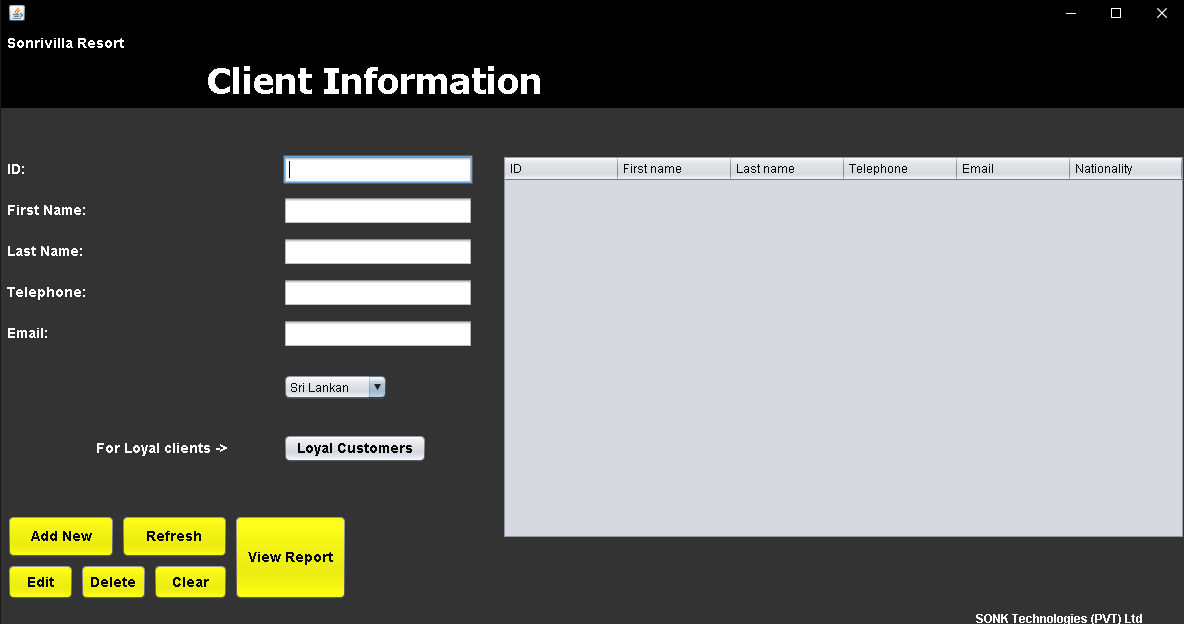 Sonrivilla Resort
Client Information
ID:
First Name:
Last Name:
Telephone:
Email:
Sri Lankan
For Loyal clients ->
Loyal Customers
ID First name Last name Telephone Email Nationality
Add New Refresh
View Report
Edit Delete Clear
SONK Technologies (PVT) Ltd